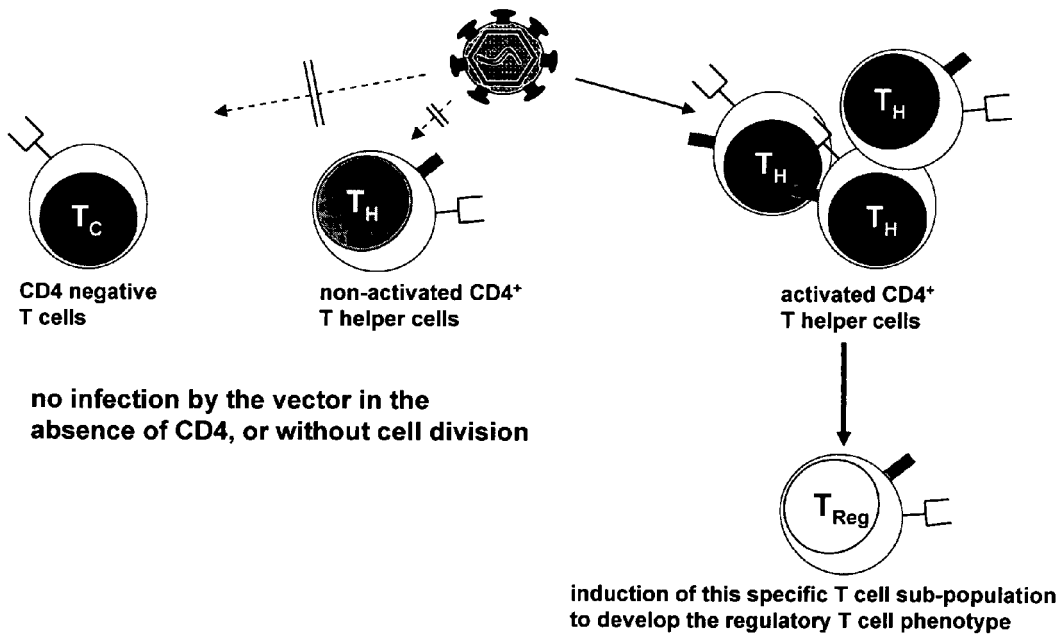 T_C
T_H
T_H
T_H
T_H
CD4 negative
T cells
non-activated CD4⁺
T helper cells
activated CD4⁺
T helper cells
no infection by the vector in the
absence of CD4, or without cell division
T_Reg
induction of this specific T cell sub-population
to develop the regulatory T cell phenotype